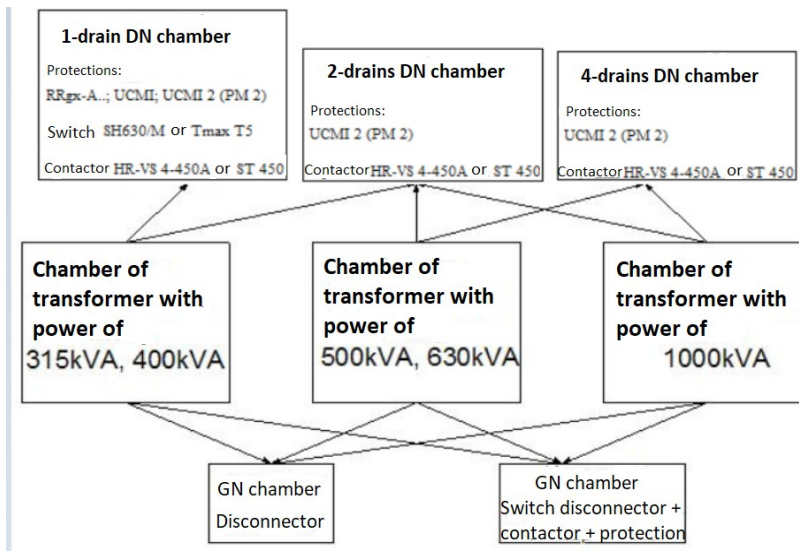 1-drain DN chamber
Protections:
RRgx-A..; UCMI; UCMI 2 (PM 2)
Switch SH630/M or Tmax T5
Contactor HR-VS 4-450A or ST 450
2-drains DN chamber
Protections:
UCMI 2 (PM 2)
Contactor HR-VS 4-450A or ST 450
4-drains DN chamber
Protections:
UCMI 2 (PM 2)
Contactor HR-VS 4-450A or ST 450
Chamber of
transformer with
power of
315kVA, 400kVA
Chamber of
transformer with
power of
500kVA, 630kVA
Chamber of
transformer with
power of
1000kVA
GN chamber
Disconnector
GN chamber
Switch disconnector +
contactor + protection